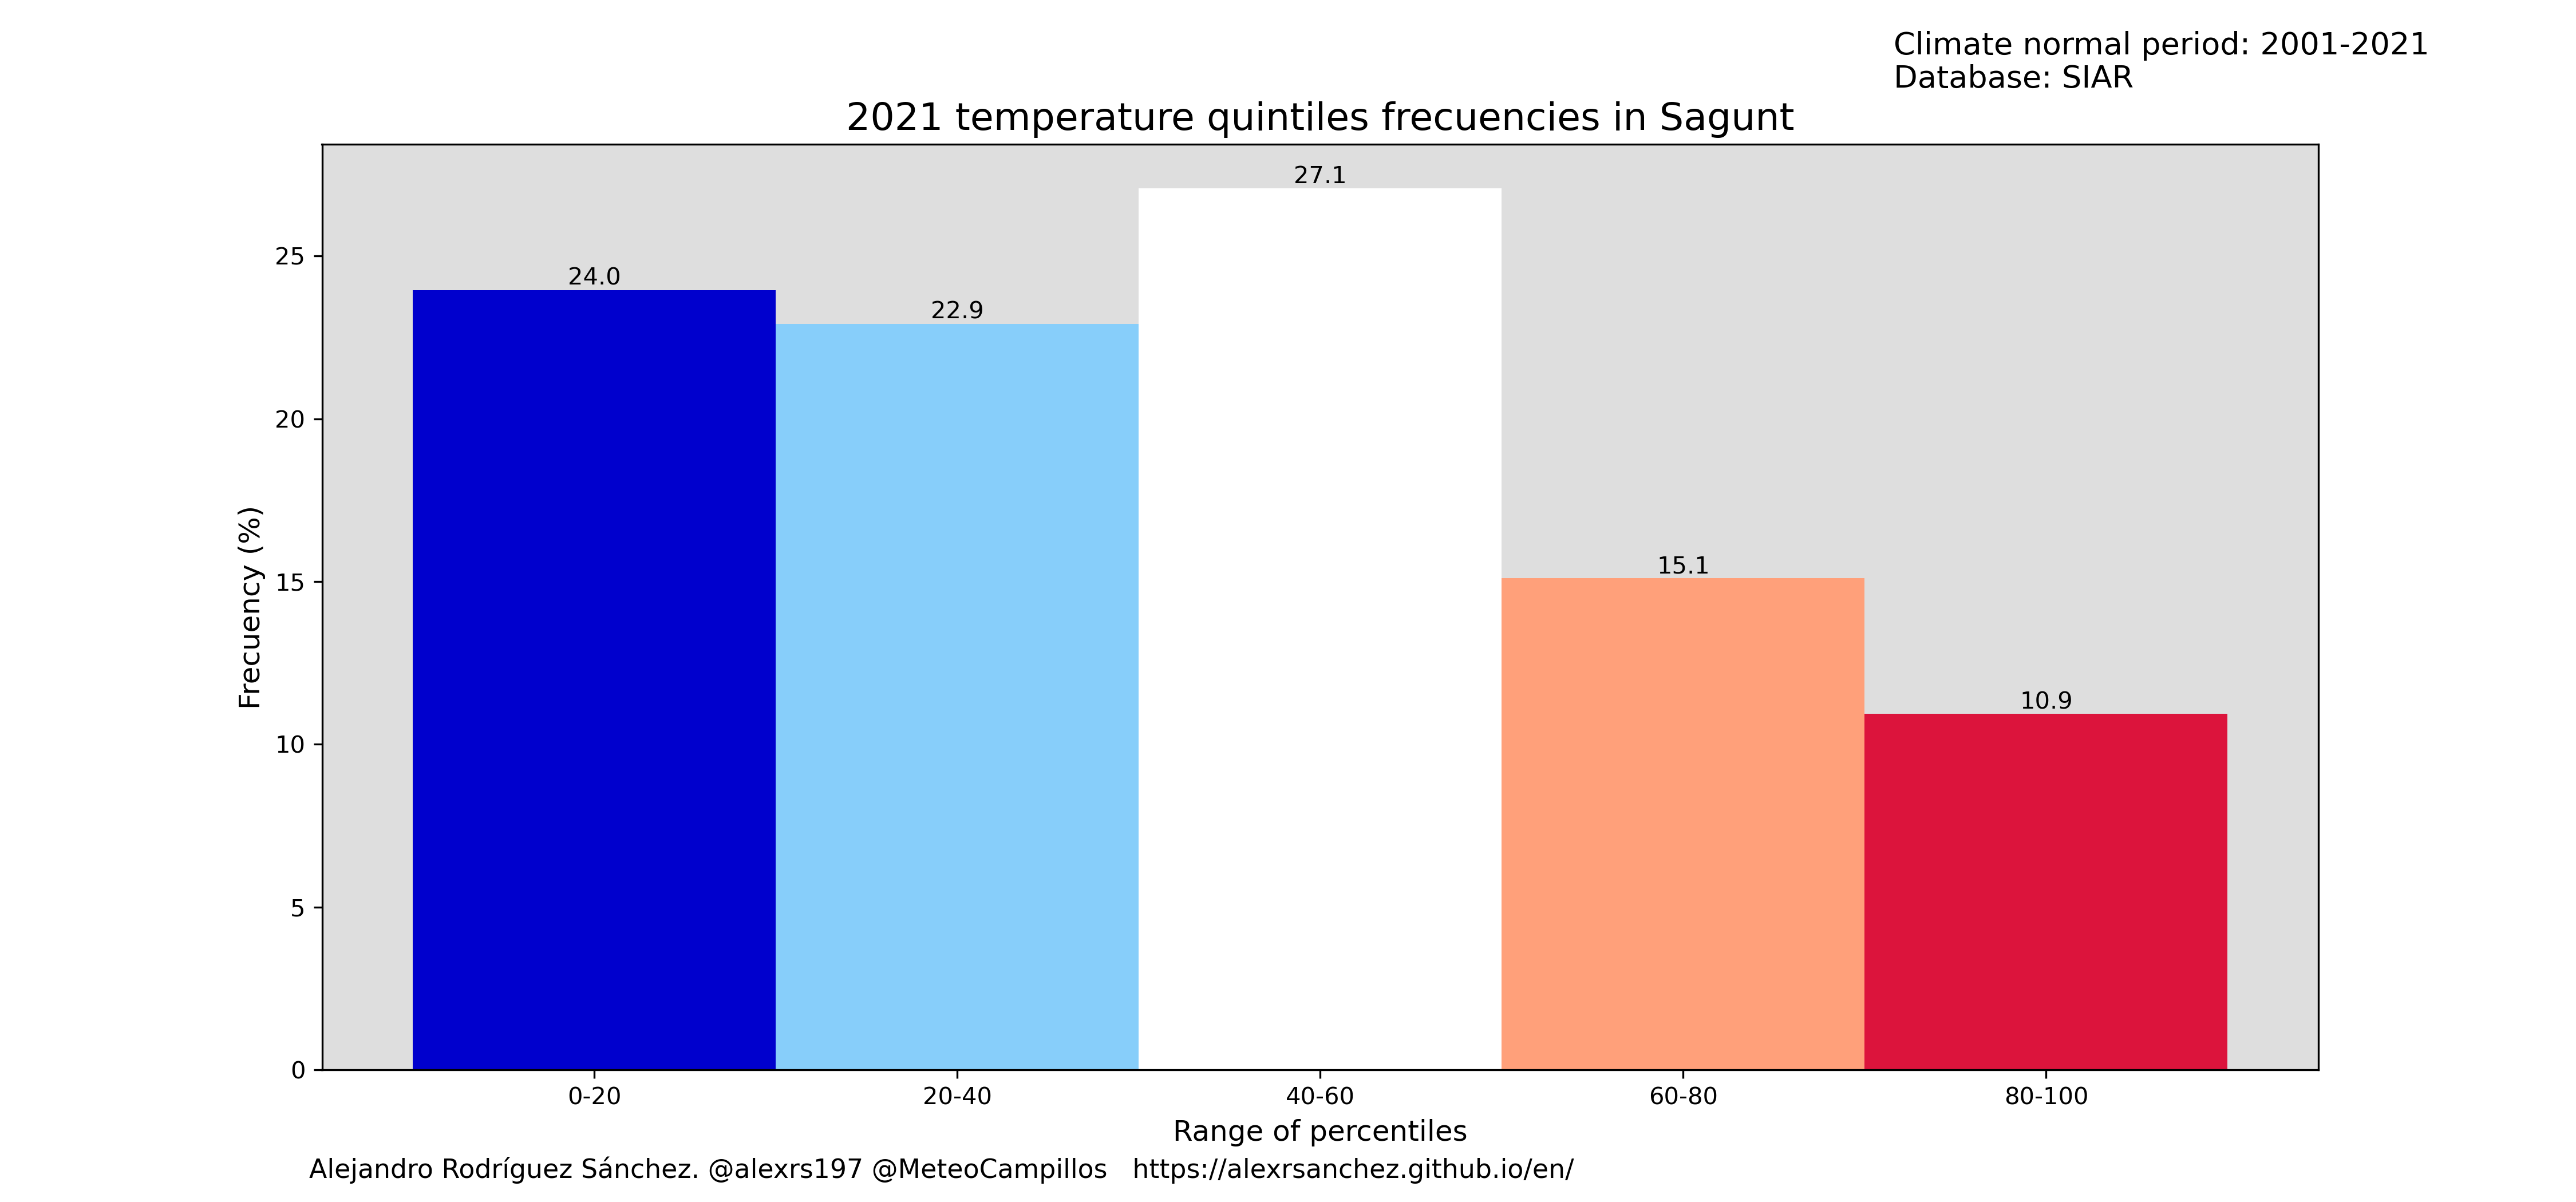 Climate normal period: 2001-2021
Database: SIAR
2021 temperature quintiles frecuencies in Sagunt
27.1
25
24.0
22.9
20
Frecuency (%)
15
15.1
10
10.9
5
0
0-20
20-40
40-60
60-80
80-100
Range of percentiles
Alejandro Rodríguez Sánchez. @alexrs197 @MeteoCampillos   https://alexrsanchez.github.io/en/